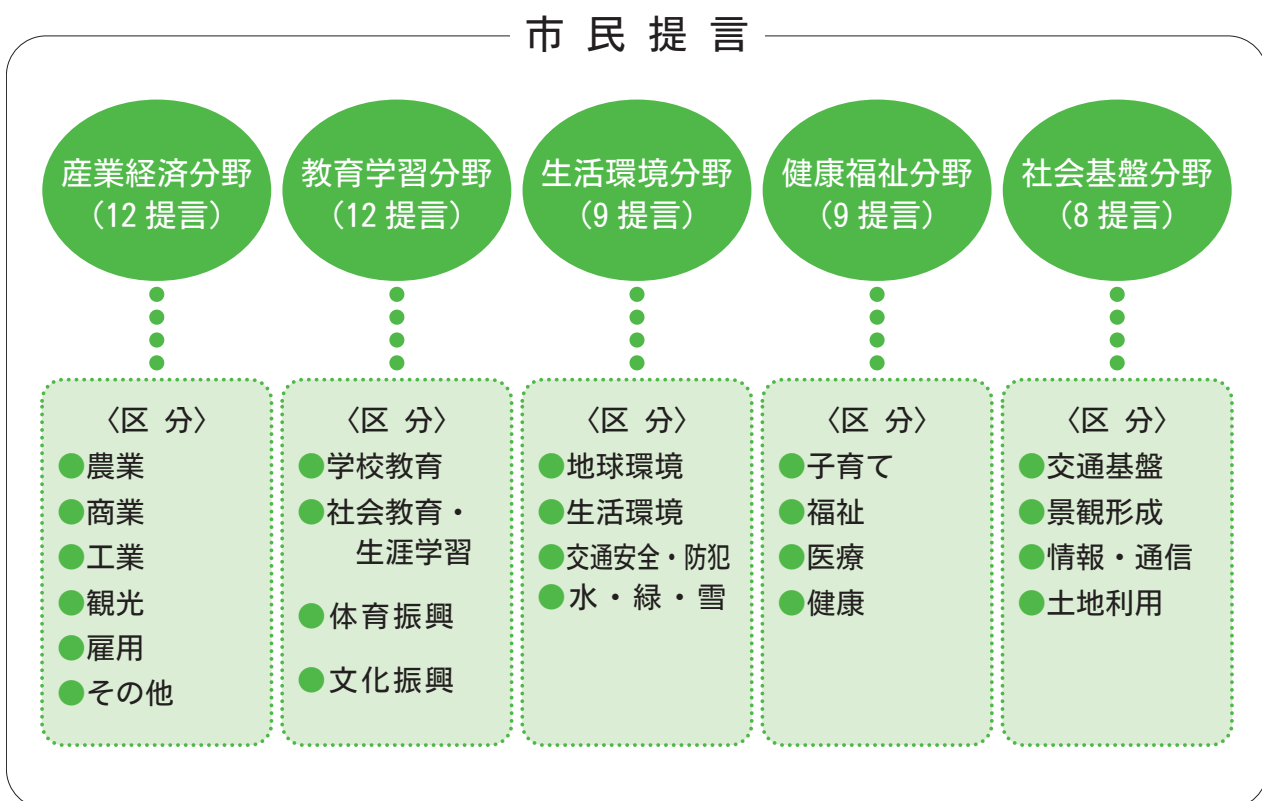 市民提言
産業経済分野
(12 提言)
教育学習分野
(12 提言)
生活環境分野
(9 提言)
健康福祉分野
(9 提言)
社会基盤分野
(8 提言)
〈区 分〉
●農業
●商業
●工業
●観光
●雇用
●その他
〈区 分〉
●学校教育
●社会教育・
生涯学習
●体育振興
●文化振興
〈区 分〉
●地球環境
●生活環境
●交通安全・防犯
●水・緑・雪
〈区 分〉
●子育て
●福祉
●医療
●健康
〈区 分〉
●交通基盤
●景観形成
●情報・通信
●土地利用